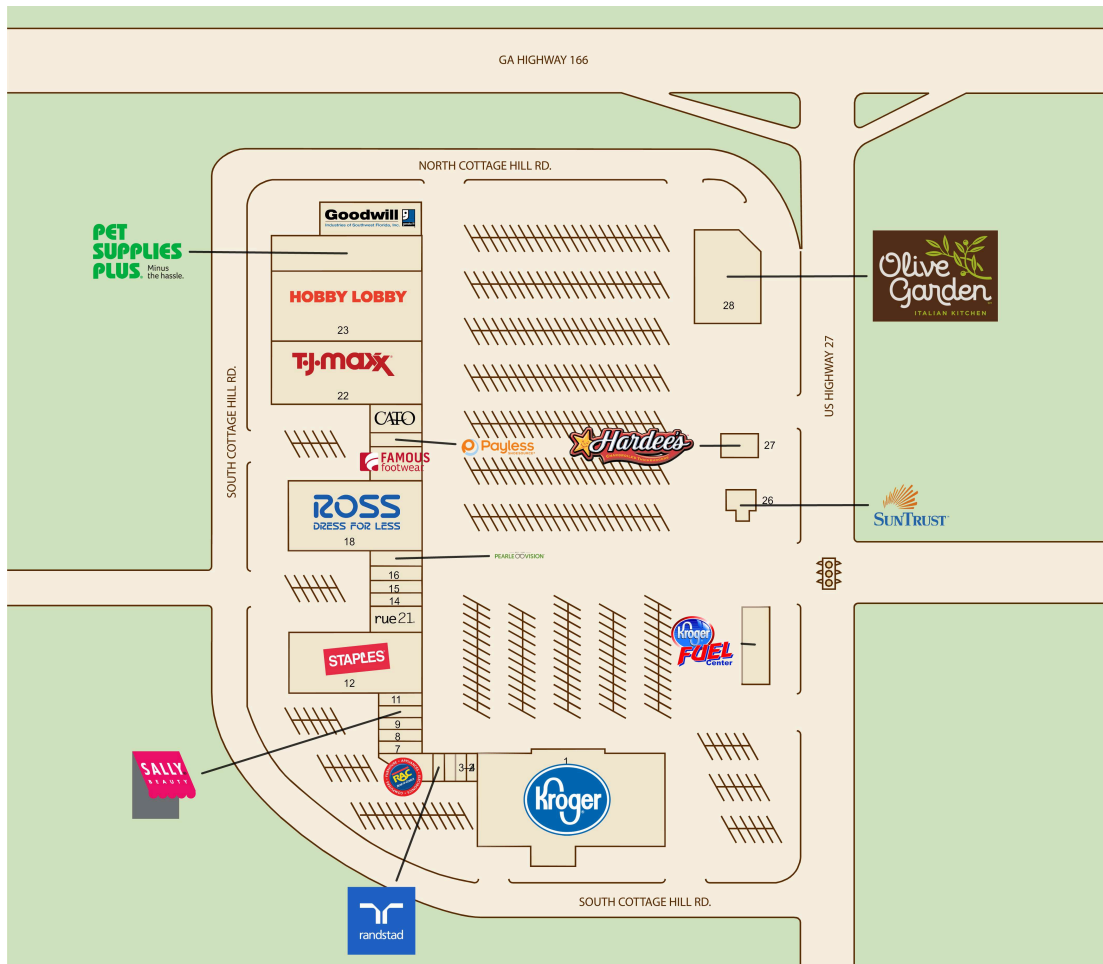 GA HIGHWAY 166
NORTH COTTAGE HILL RD.
Goodwill
Industries of Southwest Florida, Inc.
PET
SUPPLIES
PLUS.
Minus
the hassle.
HOBBY LOBBY
23
Olive
Garden
ITALIAN KITCHEN
28
T·J·maxx
22
US HIGHWAY 27
SOUTH COTTAGE HILL RD.
CATO
Payless
Hardee's
27
FAMOUS
footwear
ROSS
DRESS FOR LESS
18
26
SUNTRUST
PEARLE VISION
16
15
14
rue21
Kroger
FUEL
Center
STAPLES
12
11
9
8
7
SALLY
BEAUTY
RAC
3
1
Kroger
randstad
SOUTH COTTAGE HILL RD.